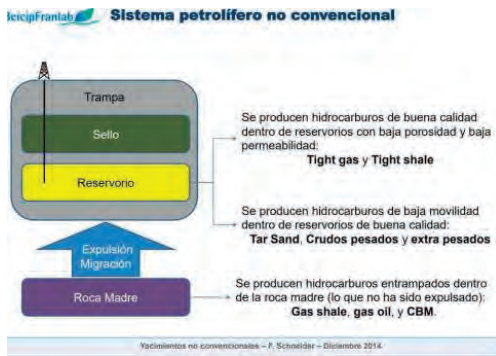 BeicipFranlab
Sistema petrolífero no convencional
Trampa
Sello
Reservorio
Expulsión
Migración
Roca Madre
Se producen hidrocarburos de buena calidad
dentro de reservorios con baja porosidad y baja
permeabilidad:
Tight gas y Tight shale
Se producen hidrocarburos de baja movilidad
dentro de reservorios de buena calidad:
Tar Sand, Crudos pesados y extra pesados
Se producen hidrocarburos entrampados dentro
de la roca madre (lo que no ha sido expulsado):
Gas shale, gas oil, y CBM.
Yacimientos no convencionales – F. Schneider – Diciembre 2014